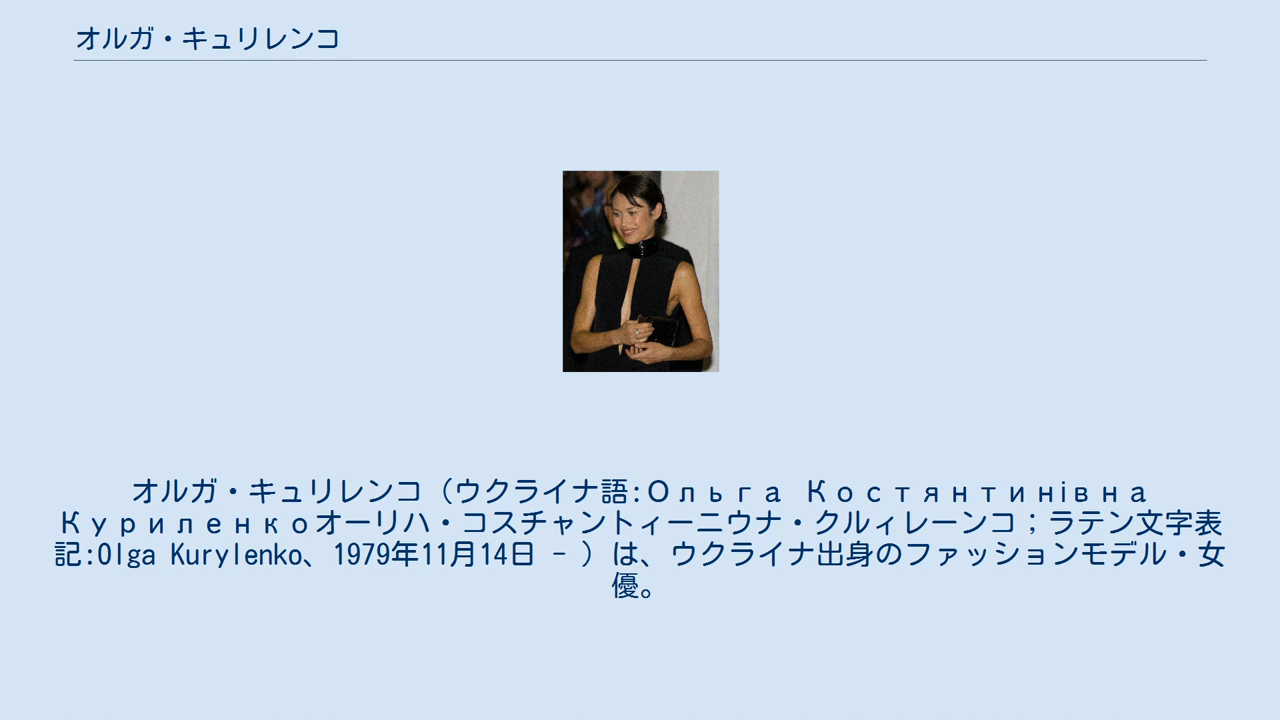 オルガ・キュリレンコ
オルガ・キュリレンコ（ウクライナ語:Ольга Костянтинівна
Куриленкоオーリハ・コスチャントィーニウナ・クルィレーンコ；ラテン文字表
記:Olga Kurylenko、1979年11月14日 - ）は、ウクライナ出身のファッションモデル・女
優。